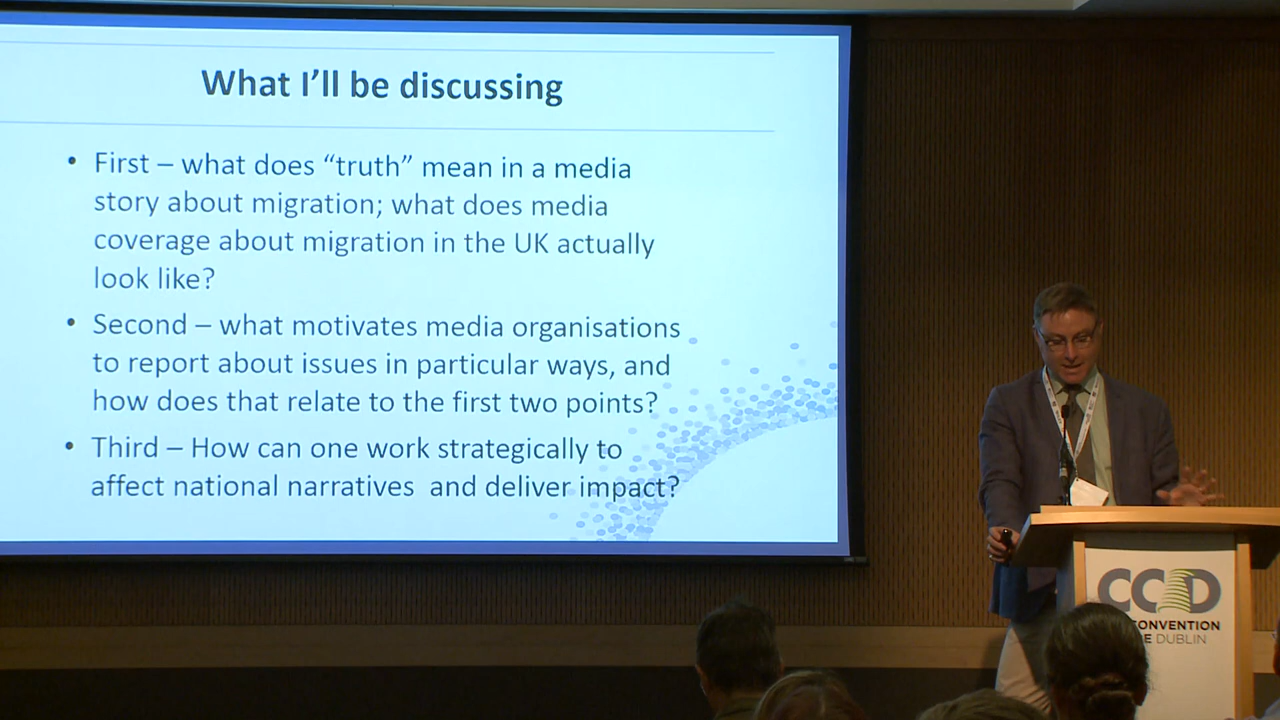 What I'll be discussing
• First – what does “truth” mean in a media
story about migration; what does media
coverage about migration in the UK actually
look like?
• Second – what motivates media organisations
to report about issues in particular ways, and
how does that relate to the first two points?
• Third – How can one work strategically to
affect national narratives and deliver impact?
CCD
CONVENTION
DUBLIN